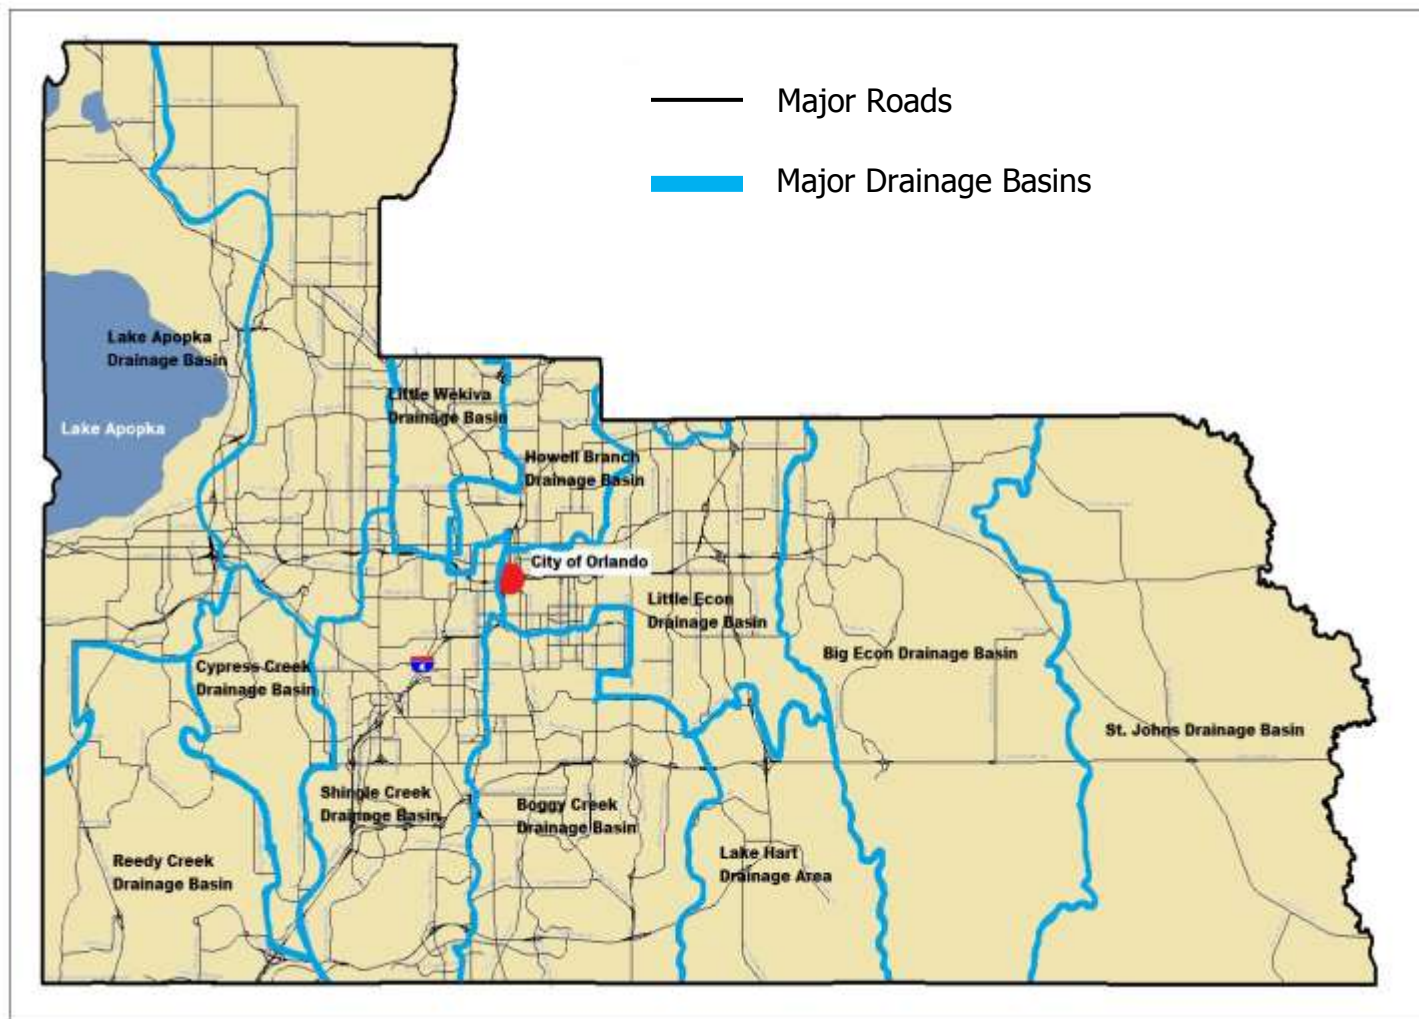 Major Roads
Major Drainage Basins
Lake Apopka
Drainage Basin
Lake Apopka
Little Wekiva
Drainage Basin
Howell Branch
Drainage Basin
City of Orlando
Little Econ
Drainage Basin
Big Econ Drainage Basin
Cypress Creek
Drainage Basin
4
St. Johns Drainage Basin
Shingle Creek
Drainage Basin
Boggy Creek
Drainage Basin
Lake Hart
Drainage Area
Reedy Creek
Drainage Basin